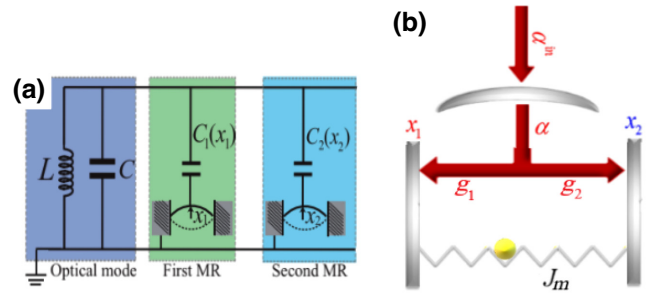 (a)
L
C
C₁(x₁)
C₂(x₂)
x₁
x₂
Optical mode
First MR
Second MR
(b)
αⁱⁿ
x₁
α
x₂
g₁
g₂
Jₘ